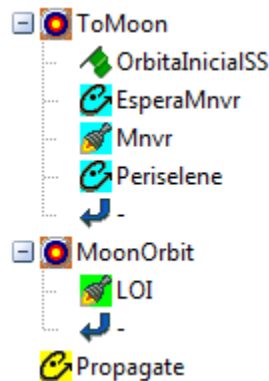 ToMoon
OrbitaInicialSS
EsperaMnvr
Mnvr
Periselene
-
MoonOrbit
LOI
-
Propagate